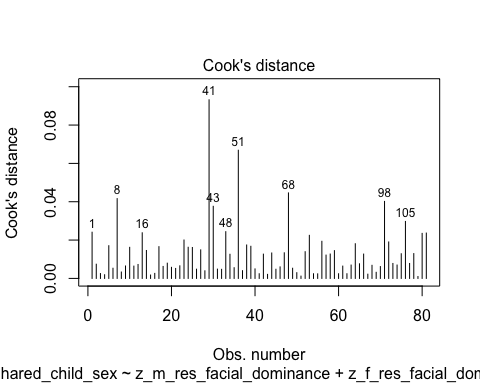 Cook's distance
41
51
68
8
98
43
105
1
16
48
Cook's distance
0.08
0.04
0.00
0 20 40 60 80
Obs. number
hared_child_sex ~ z_m_res_facial_dominance + z_f_res_facial_dom